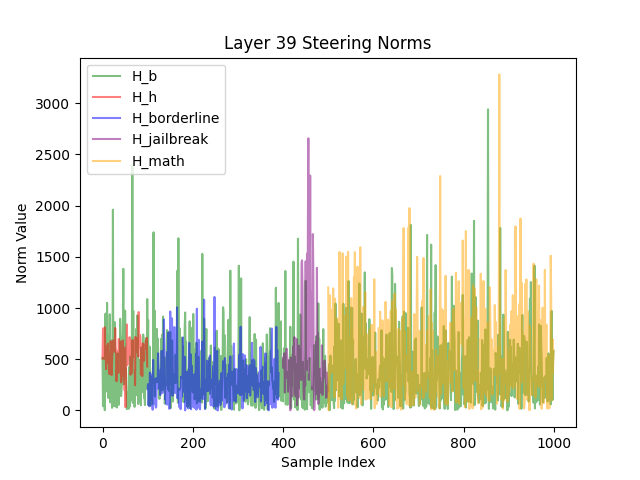 Layer 39 Steering Norms
H_b
H_h
H_borderline
H_jailbreak
H_math
Norm Value
3000
2500
2000
1500
1000
500
0
0
200
400
600
800
1000
Sample Index